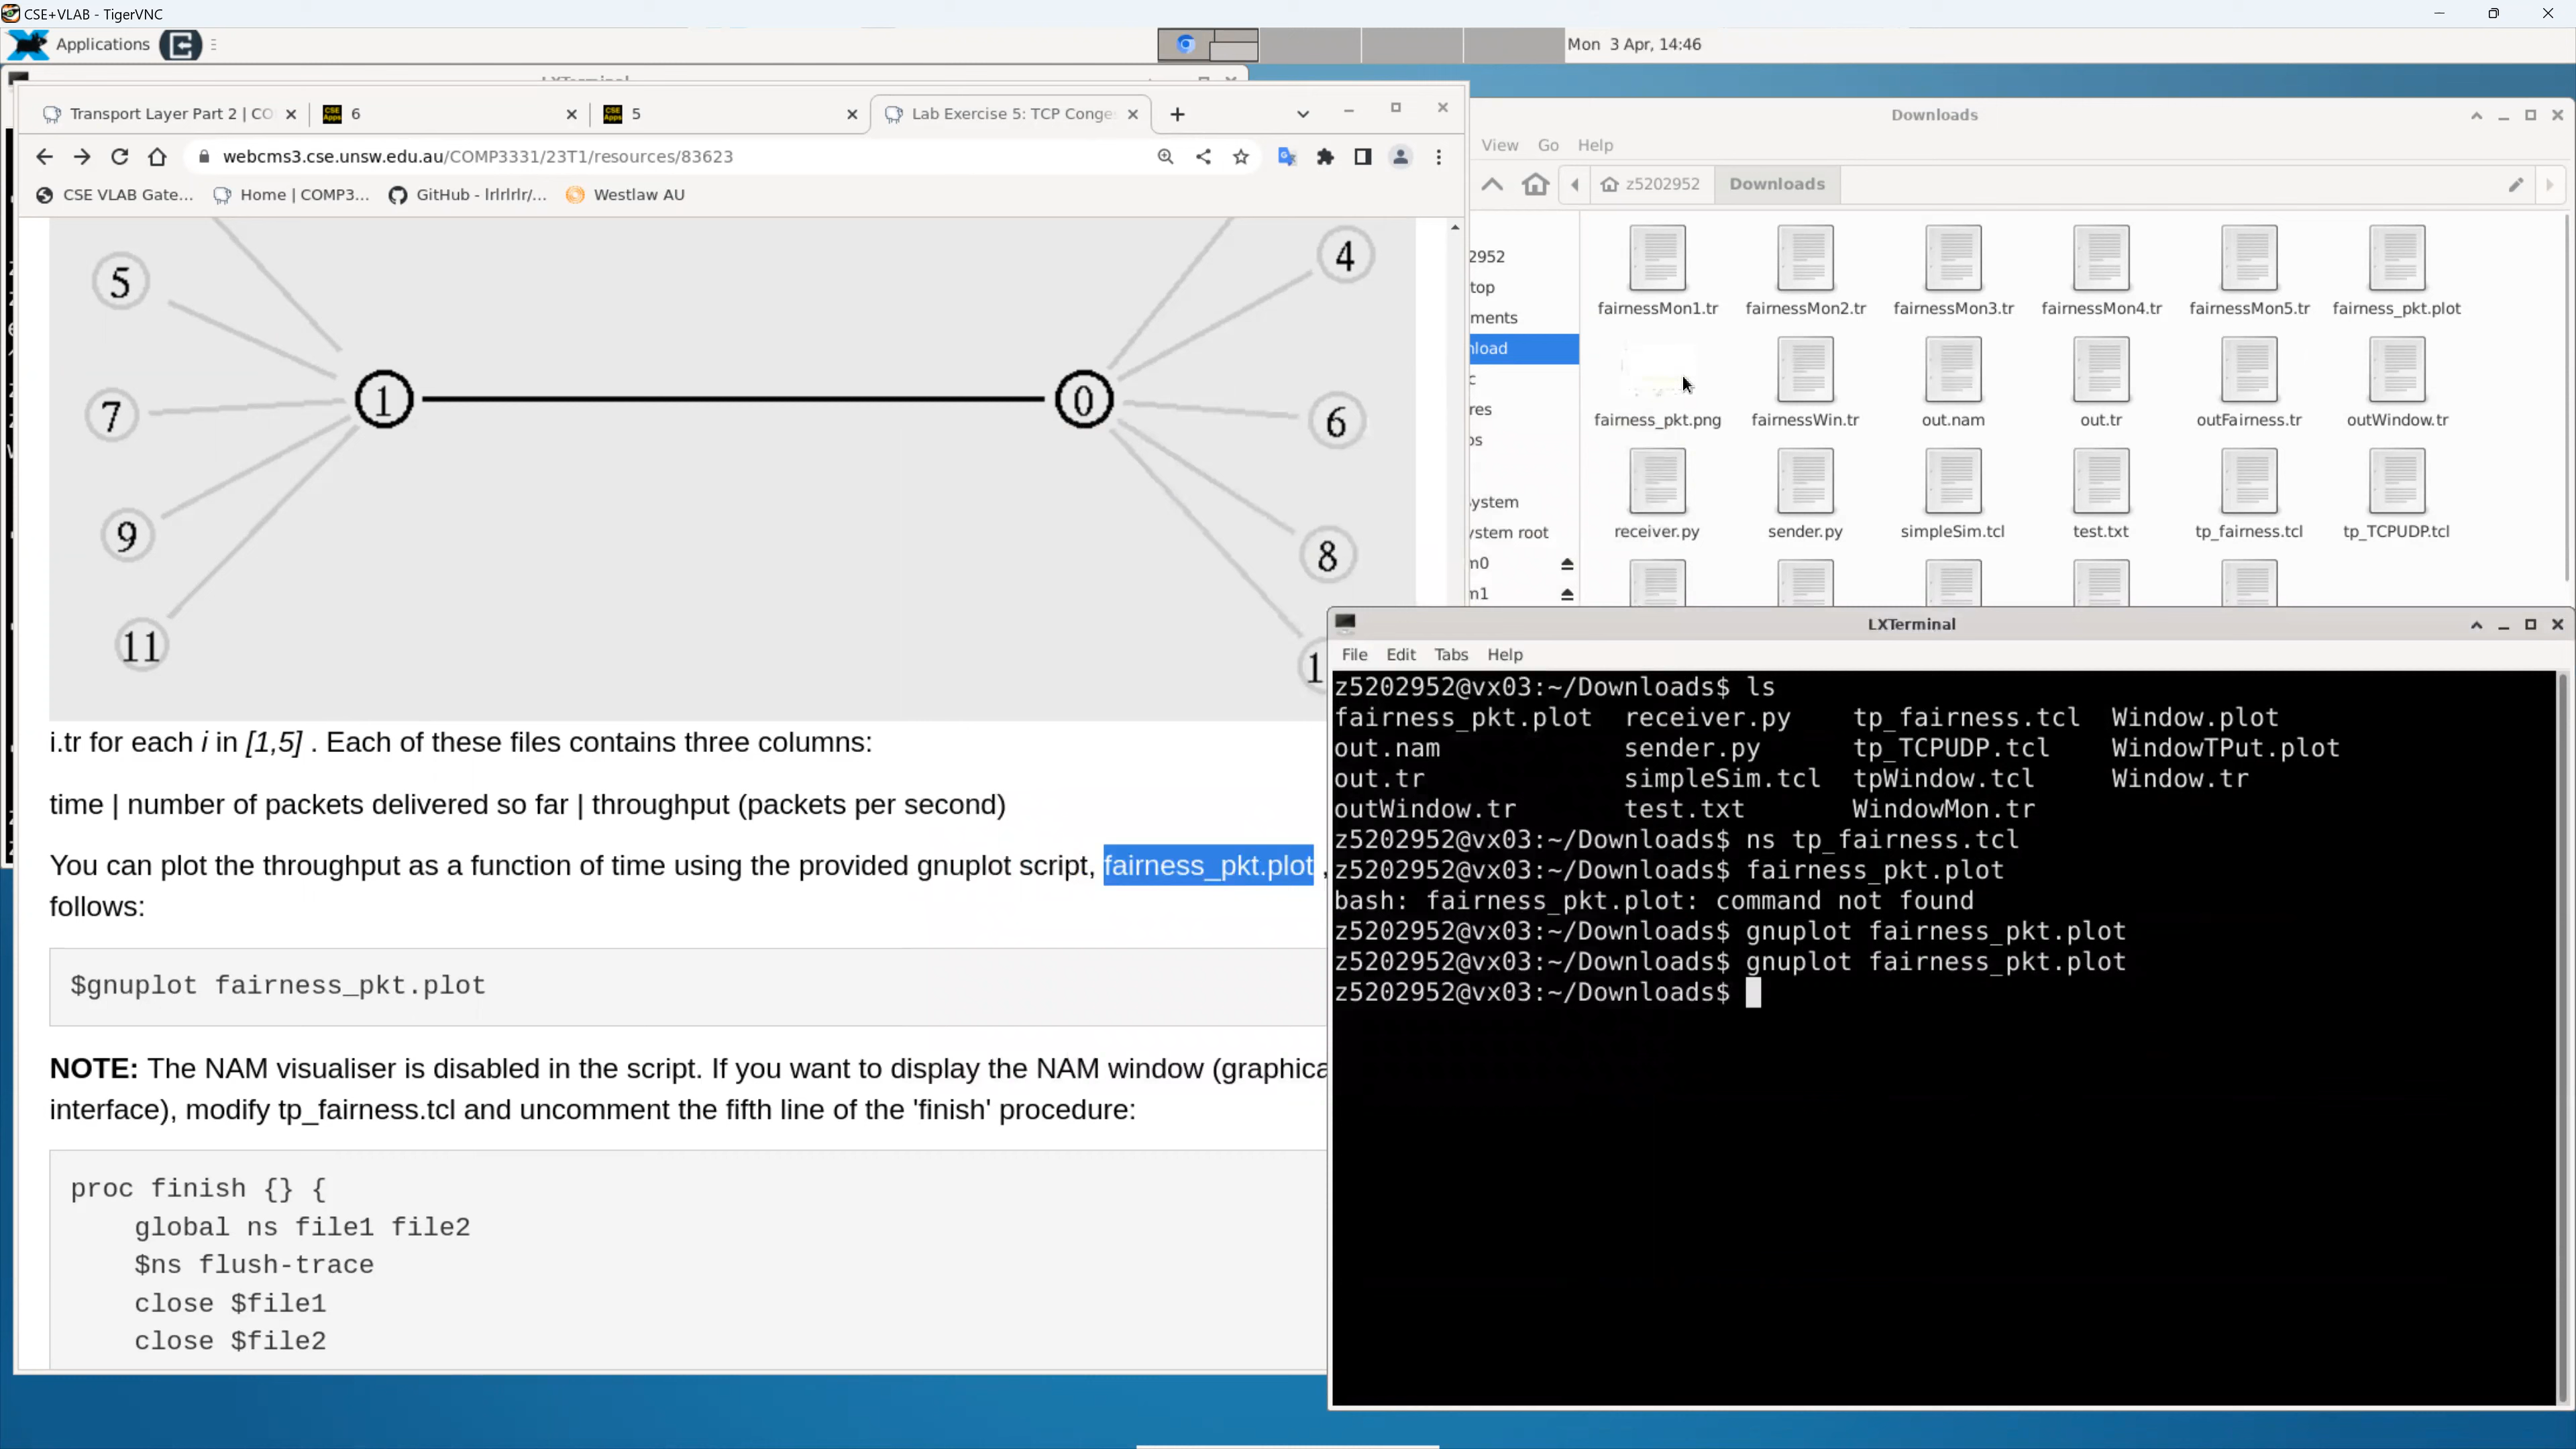 CSE+VLAB - TigerVNC
Applications
Mon 3 Apr, 14:46
Transport Layer Part 2 | CO
6
5
Lab Exercise 5: TCP Conge
webcms3.cse.unsw.edu.au/COMP3331/23T1/resources/83623
CSE VLAB Gate...
Home | COMP3...
GitHub - lrlrlrlr/...
Westlaw AU
5
7
9
11
1
0
4
6
8
1
i.tr for each i in [1,5] . Each of these files contains three columns:
time | number of packets delivered so far | throughput (packets per second)
You can plot the throughput as a function of time using the provided gnuplot script, fairness_pkt.plot ,
follows:
$gnuplot fairness_pkt.plot
NOTE: The NAM visualiser is disabled in the script. If you want to display the NAM window (graphica
interface), modify tp_fairness.tcl and uncomment the fifth line of the 'finish' procedure:
proc finish {} {
global ns file1 file2
$ns flush-trace
close $file1
close $file2
Downloads
View Go Help
z5202952
Downloads
2952
top
ments
nload
c
res
os
system
ystem root
m0
m1
fairnessMon1.tr
fairnessMon2.tr
fairnessMon3.tr
fairnessMon4.tr
fairnessMon5.tr
fairness_pkt.plot
fairness_pkt.png
fairnessWin.tr
out.nam
out.tr
outFairness.tr
outWindow.tr
receiver.py
sender.py
simpleSim.tcl
test.txt
tp_fairness.tcl
tp_TCPUDP.tcl
LXTerminal
File Edit Tabs Help
z5202952@vx03:~/Downloads$ ls
fairness_pkt.plot receiver.py tp_fairness.tcl Window.plot
out.nam sender.py tp_TCPUDP.tcl WindowTPut.plot
out.tr simpleSim.tcl tpWindow.tcl Window.tr
outWindow.tr test.txt WindowMon.tr
z5202952@vx03:~/Downloads$ ns tp_fairness.tcl
z5202952@vx03:~/Downloads$ fairness_pkt.plot
bash: fairness_pkt.plot: command not found
z5202952@vx03:~/Downloads$ gnuplot fairness_pkt.plot
z5202952@vx03:~/Downloads$ gnuplot fairness_pkt.plot
z5202952@vx03:~/Downloads$